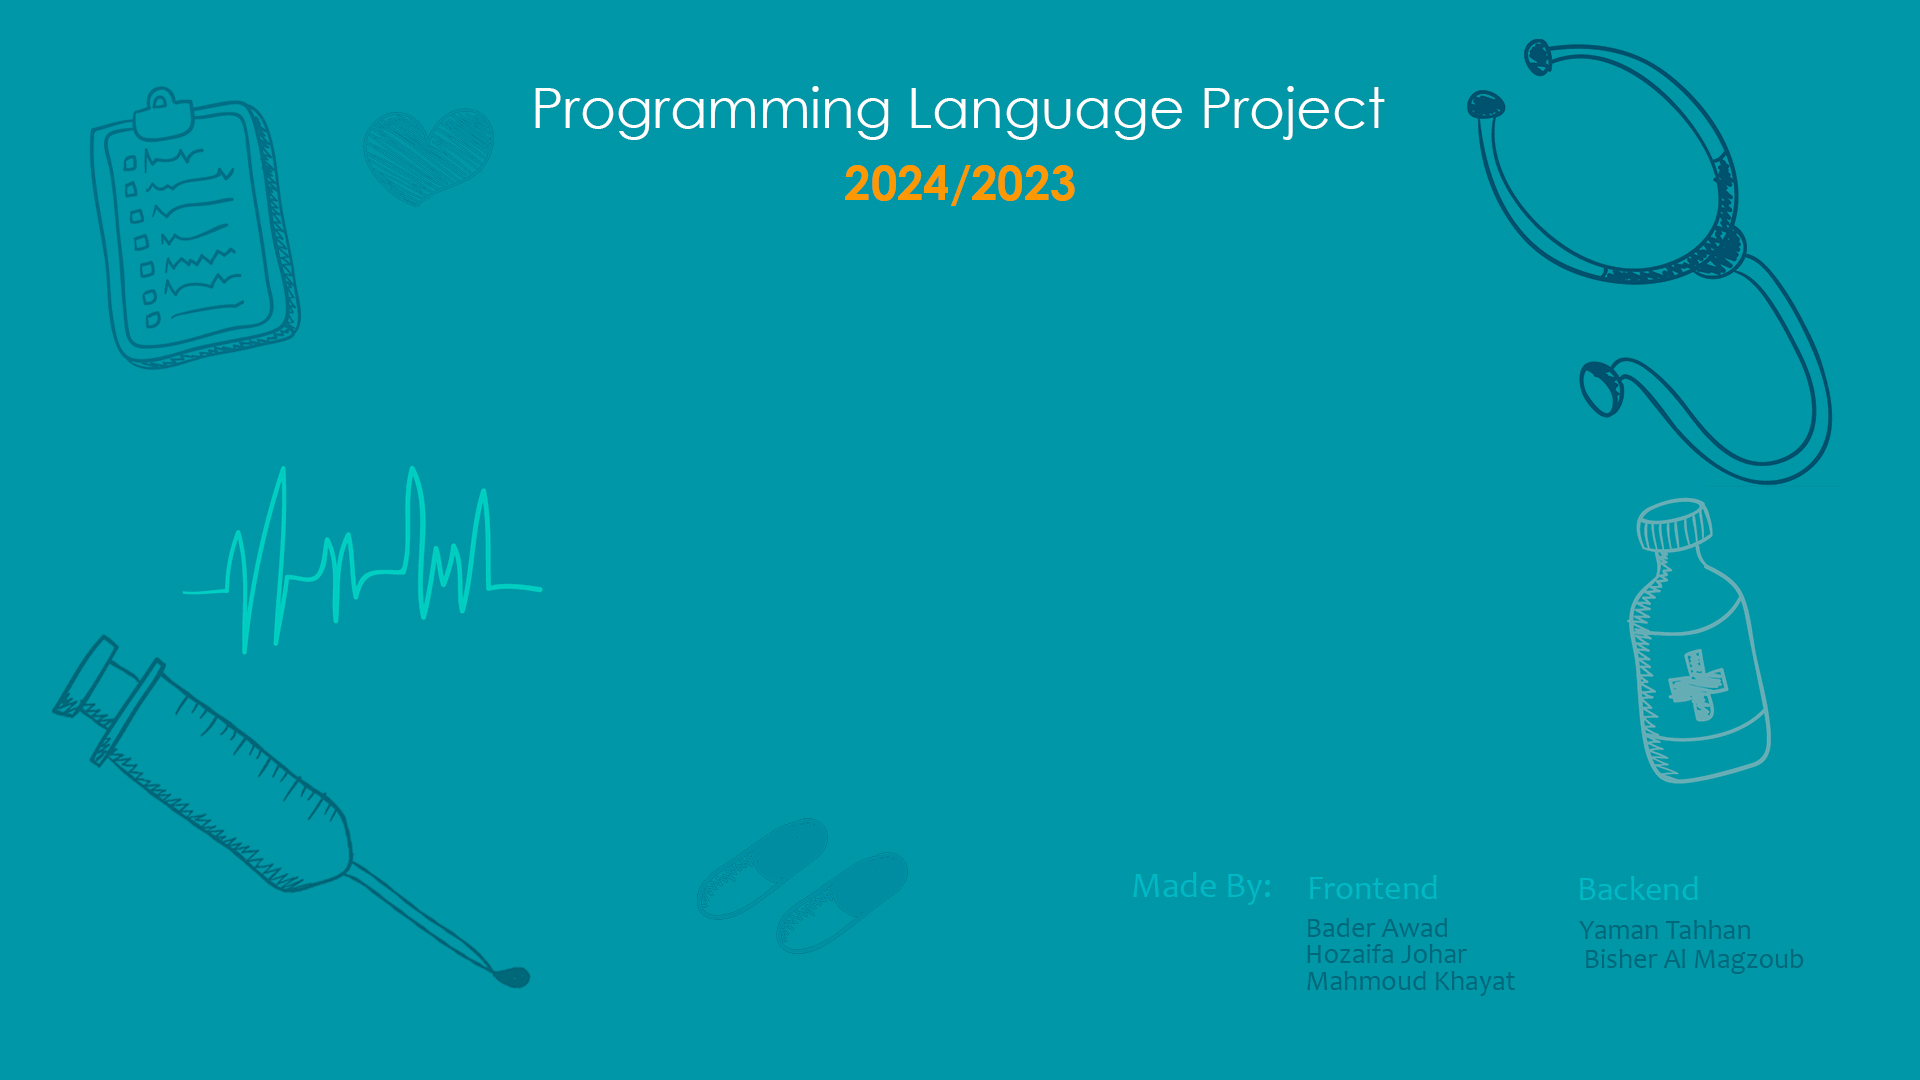 Programming Language Project
2024/2023
Made By:
Frontend
Bader Awad
Hozaifa Johar
Mahmoud Khayat
Backend
Yaman Tahhan
Bisher Al Magzoub